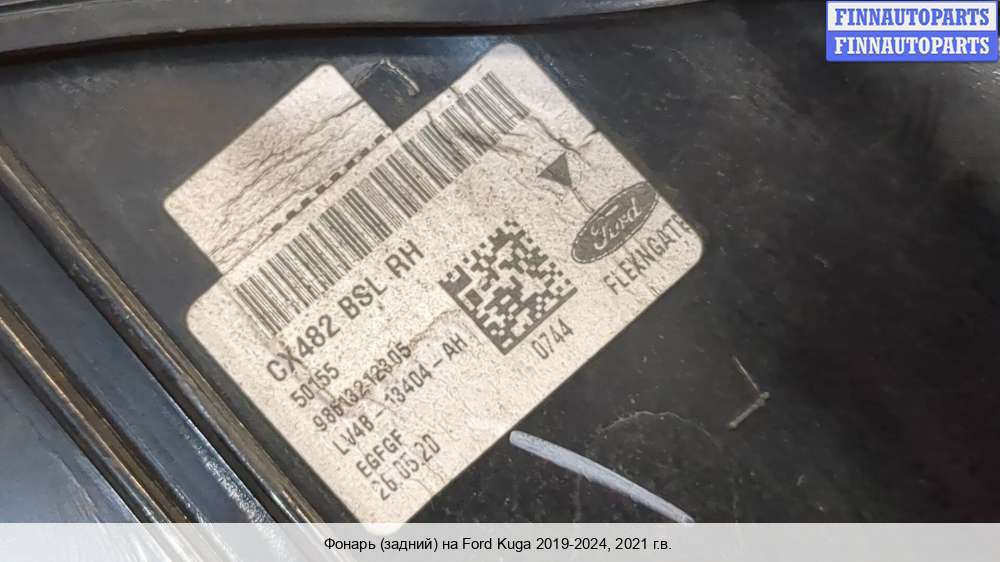 FINNAUTOPARTS
FINNAUTOPARTS
CX482 BSL RH
50155
LV4B-13404-AH
EGFGF
26.05.20
0744
Ford
FLEXNGATE
Фонарь (задний) на Ford Kuga 2019-2024, 2021 г.в.